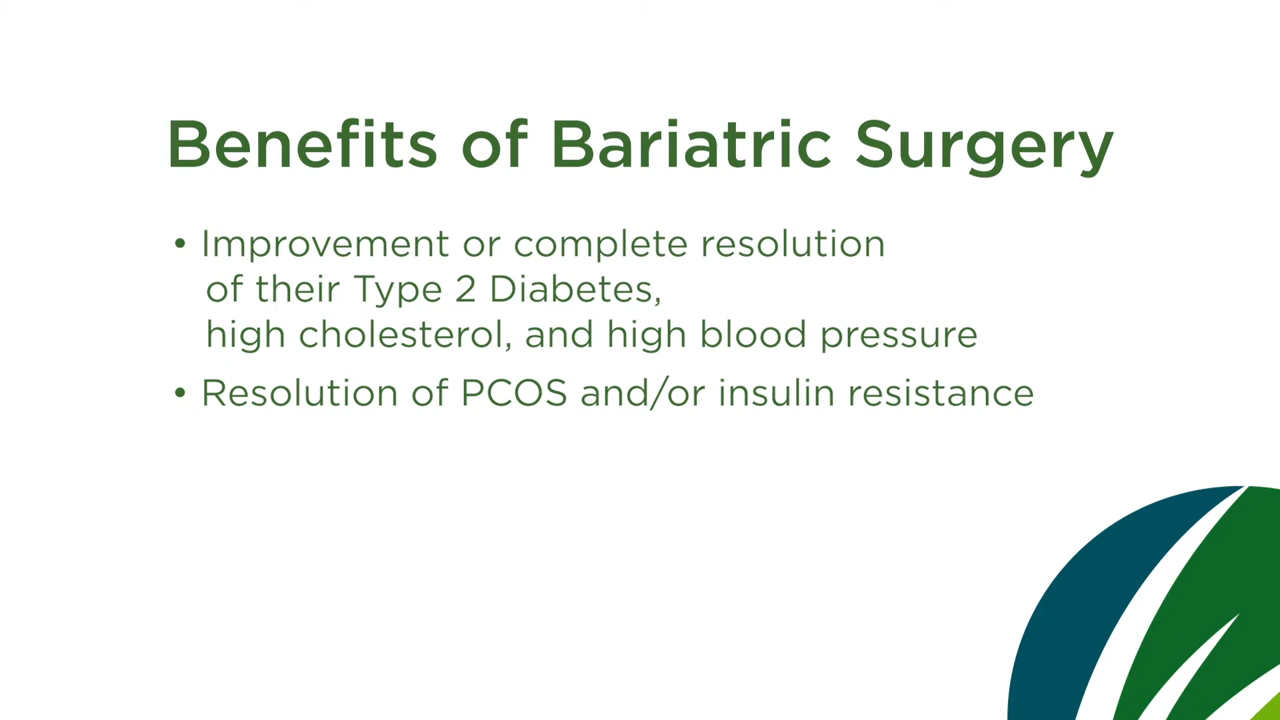 Benefits of Bariatric Surgery
• Improvement or complete resolution
of their Type 2 Diabetes,
high cholesterol, and high blood pressure
• Resolution of PCOS and/or insulin resistance